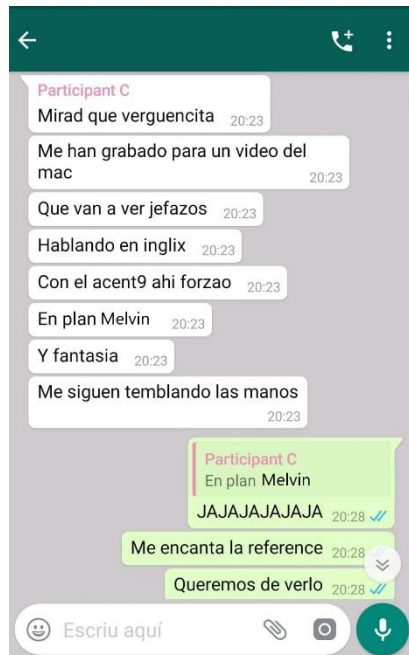 Participant C
Mirad que verguencita 20:23
Me han grabado para un video del
mac 20:23
Que van a ver jefazos 20:23
Hablando en inglix 20:23
Con el acent9 ahi forzao 20:23
En plan Melvin 20:23
Y fantasia 20:23
Me siguen temblando las manos
20:23
Participant C
En plan Melvin
JAJAJAJAJAJA 20:28
Me encanta la reference 20:28
Queremos de verlo 20:28
Escriu aquí